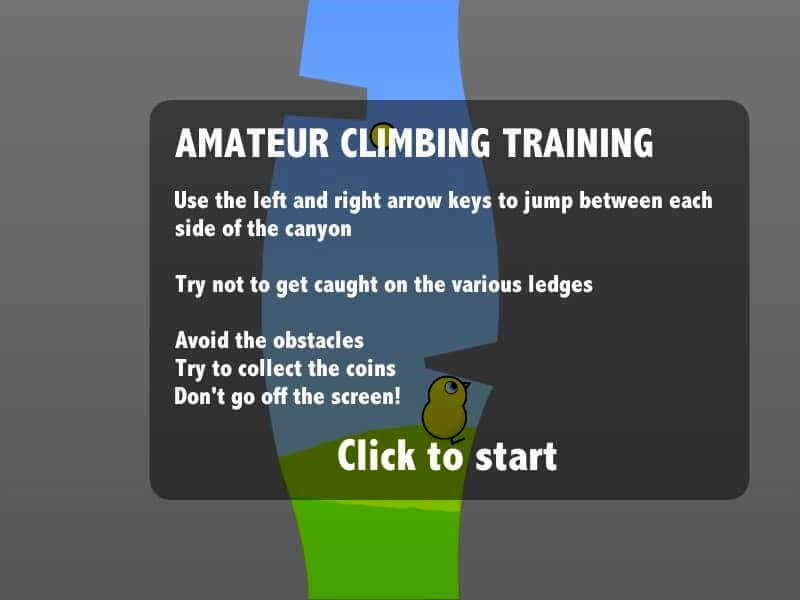 AMATEUR CLIMBING TRAINING
Use the left and right arrow keys to jump between each
side of the canyon
Try not to get caught on the various ledges
Avoid the obstacles
Try to collect the coins
Don't go off the screen!
Click to start